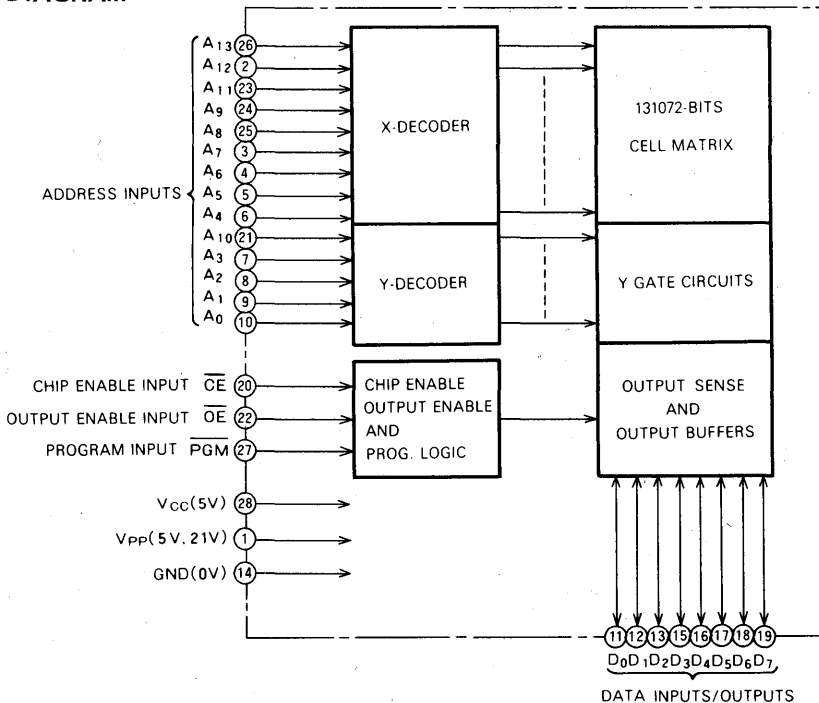 DIAGRAM
A13 26
A12 2
A11 23
A9 24
A8 25
A7 3
A6 4
A5 5
A4 6
A10 21
A3 7
A2 8
A1 9
A0 10
ADDRESS INPUTS
X-DECODER
Y-DECODER
131072-BITS
CELL MATRIX
Y GATE CIRCUITS
CHIP ENABLE INPUT C̅E̅ 20
OUTPUT ENABLE INPUT O̅E̅ 22
PROGRAM INPUT P̅G̅M̅ 27
CHIP ENABLE
OUTPUT ENABLE
AND
PROG. LOGIC
OUTPUT SENSE
AND
OUTPUT BUFFERS
VCC(5V) 28
VPP(5V, 21V) 1
GND(0V) 14
11 12 13 15 16 17 18 19
D0 D1 D2 D3 D4 D5 D6 D7
DATA INPUTS/OUTPUTS